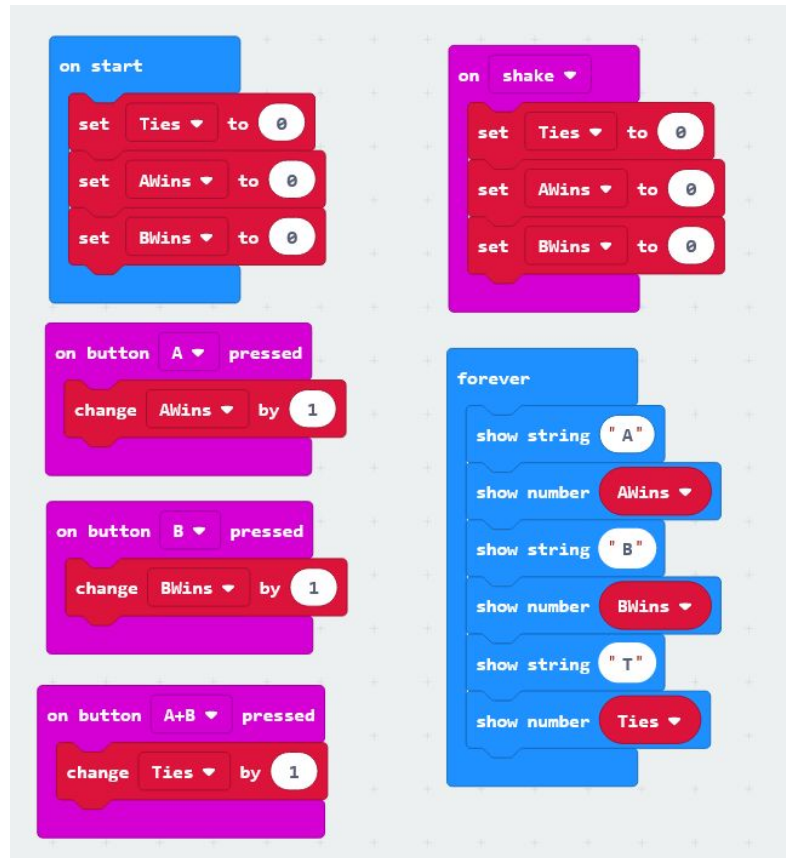 on start
set Ties to 0
set AWins to 0
set BWins to 0
on button A pressed
change AWins by 1
on button B pressed
change BWins by 1
on button A+B pressed
change Ties by 1
on shake
set Ties to 0
set AWins to 0
set BWins to 0
forever
show string "A"
show number AWins
show string "B"
show number BWins
show string "T"
show number Ties